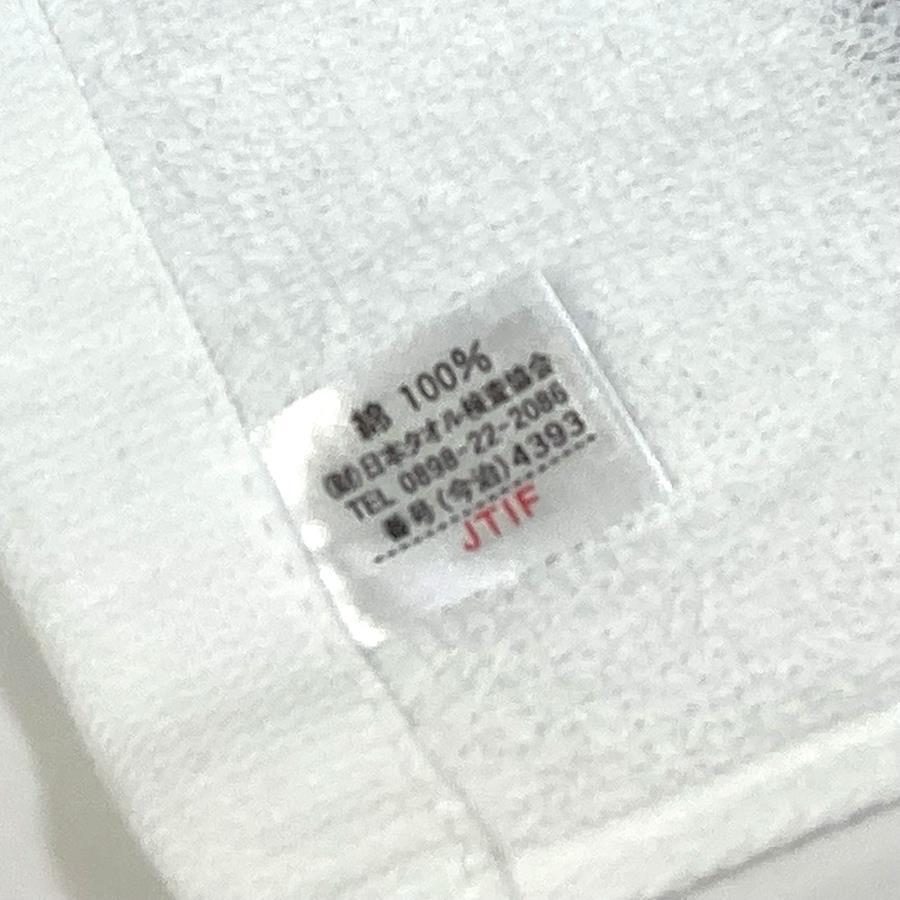 綿 100%
(財)日本タオル検査協会
TEL 0898-22-2086
番号(今治)4393
JTIF